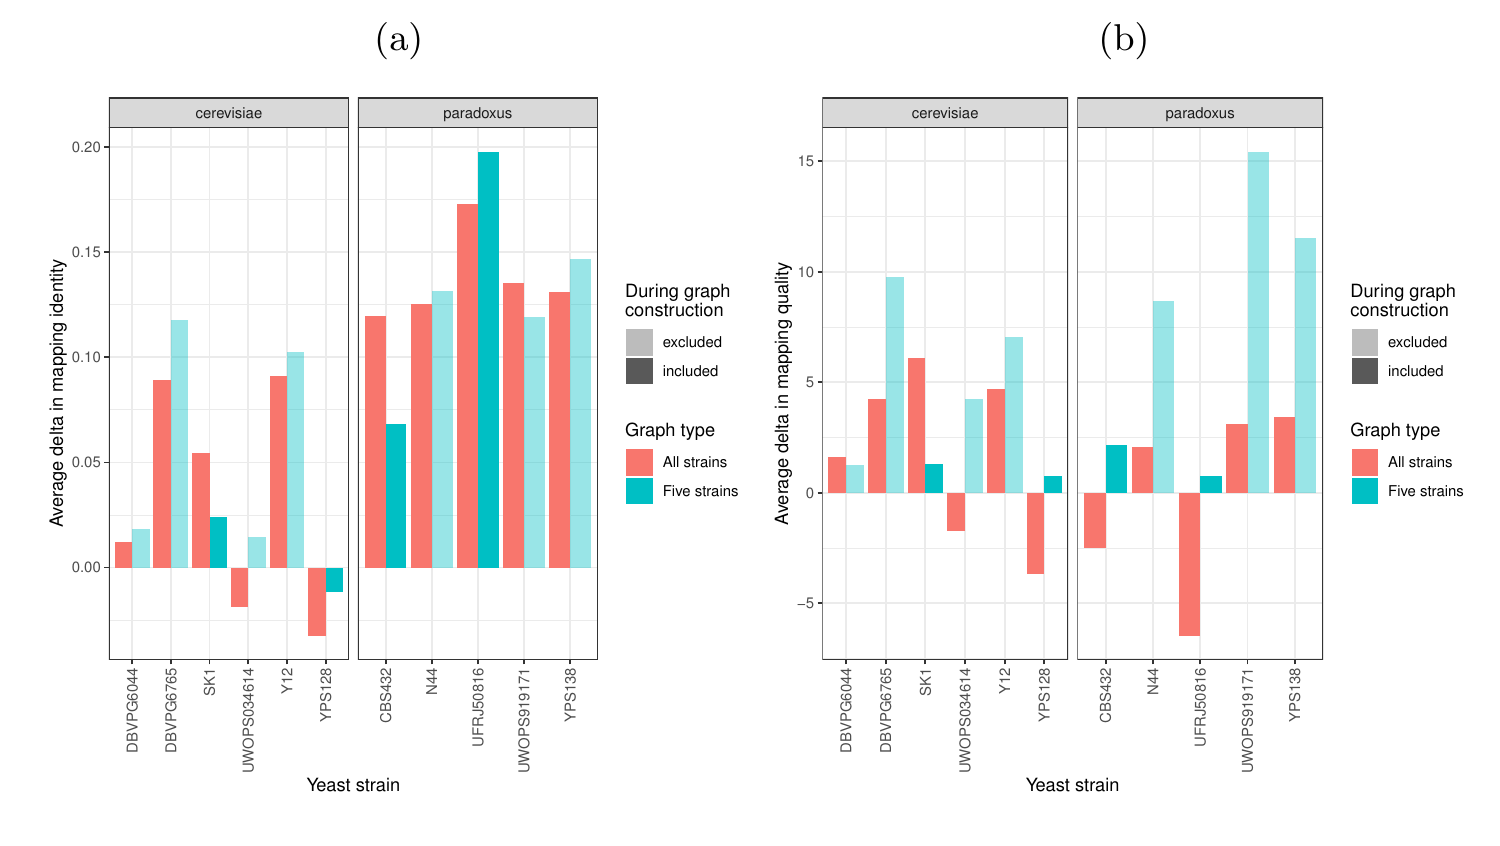 (a)
cerevisiae
paradoxus
Average delta in mapping identity
0.20
0.15
0.10
0.05
0.00
DBVPG6044
DBVPG6765
SK1
UWOPS034614
Y12
YPS128
CBS432
N44
UFRJ50816
UWOPS919171
YPS138
Yeast strain
During graph
construction
excluded
included
Graph type
All strains
Five strains
(b)
cerevisiae
paradoxus
Average delta in mapping quality
15
10
5
0
−5
DBVPG6044
DBVPG6765
SK1
UWOPS034614
Y12
YPS128
CBS432
N44
UFRJ50816
UWOPS919171
YPS138
Yeast strain
During graph
construction
excluded
included
Graph type
All strains
Five strains